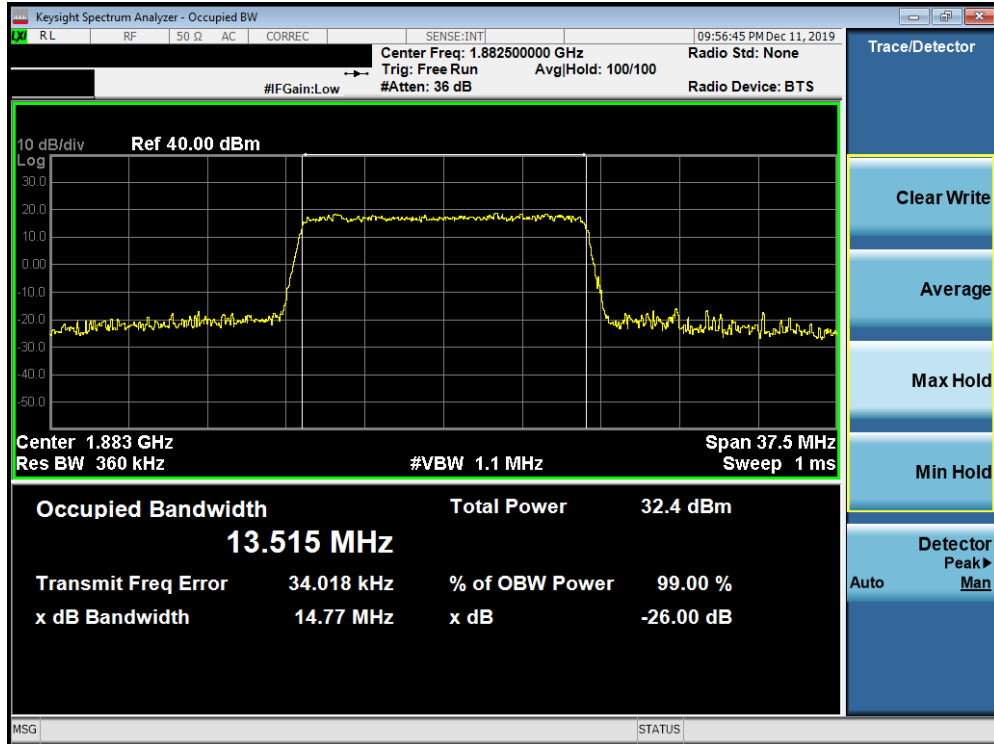 Keysight Spectrum Analyzer - Occupied BW
LXI RL RF 50 Ω AC CORREC SENSE:INT 09:56:45 PM Dec 11, 2019
Center Freq: 1.882500000 GHz Radio Std: None
Trig: Free Run Avg|Hold: 100/100
#IFGain:Low #Atten: 36 dB Radio Device: BTS
Trace/Detector
10 dB/div Ref 40.00 dBm
Log
30.0
20.0
10.0
0.00
-10.0
-20.0
-30.0
-40.0
-50.0
Center 1.883 GHz Span 37.5 MHz
Res BW 360 kHz #VBW 1.1 MHz Sweep 1 ms
Occupied Bandwidth Total Power 32.4 dBm
13.515 MHz
Transmit Freq Error 34.018 kHz % of OBW Power 99.00 %
x dB Bandwidth 14.77 MHz x dB -26.00 dB
Clear Write
Average
Max Hold
Min Hold
Detector
Peak▶
Auto Man
MSG STATUS